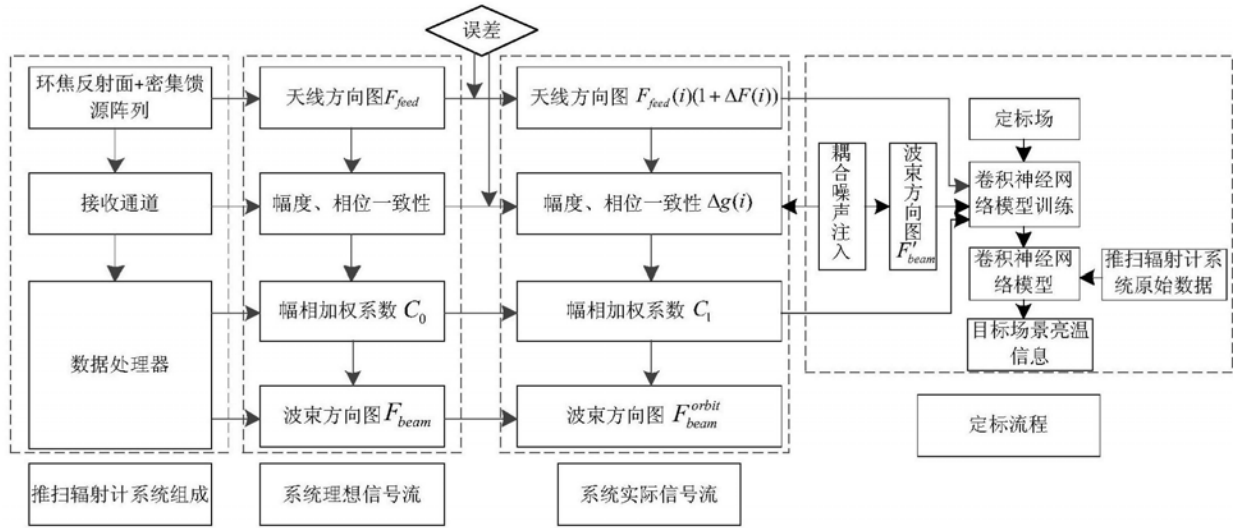 误差
环焦反射面+密集馈
源阵列
接收通道
数据处理器
推扫辐射计系统组成
天线方向图F_{feed}
幅度、相位一致性
幅相加权系数 C_0
波束方向图 F_{beam}
系统理想信号流
天线方向图 F_{feed}(i)(1+ΔF(i))
幅度、相位一致性 Δg(i)
幅相加权系数 C_1
波束方向图 F_{beam}^{orbit}
系统实际信号流
耦合噪声注入
波束方向图 F'_{beam}
定标场
卷积神经网
络模型训练
卷积神经网
络模型
推扫辐射计系
统原始数据
目标场景亮温
信息
定标流程